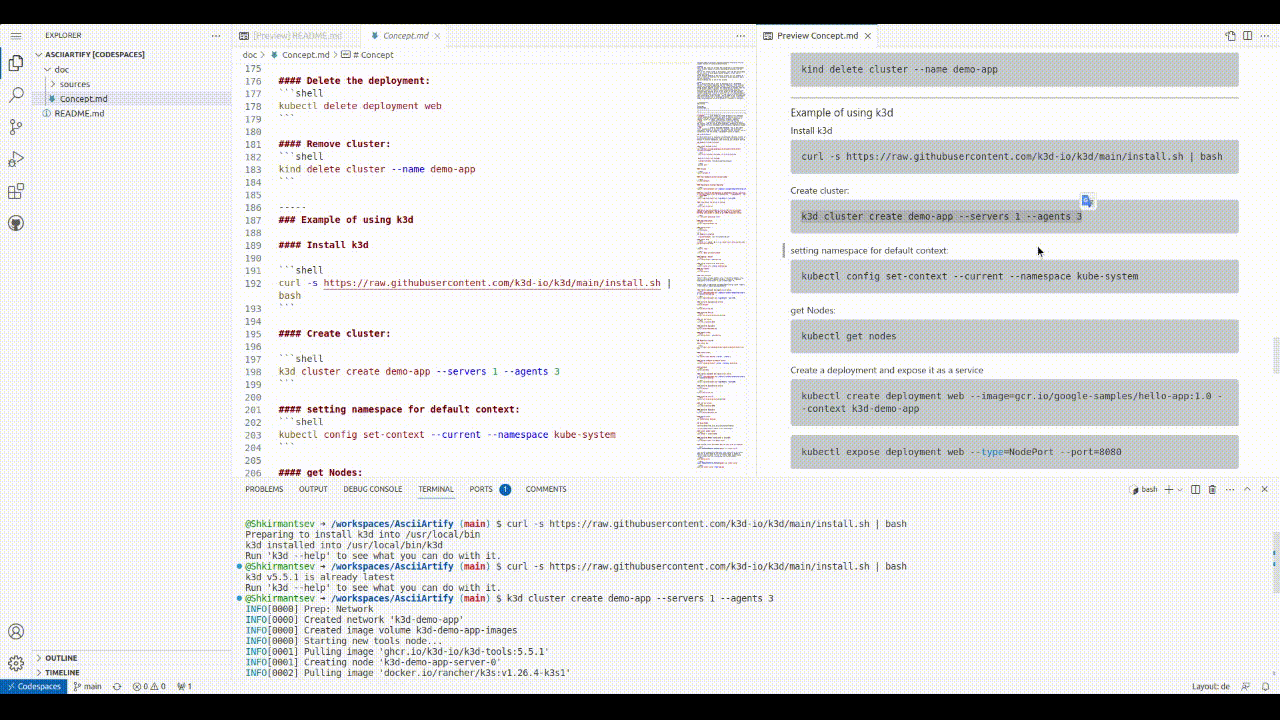 EXPLORER
ASCIIARTIFY [CODESPACES]
doc
sources
Concept.md
README.md
OUTLINE
TIMELINE
[Preview] README.md
Concept.md
doc > Concept.md > # Concept
175
176 #### Delete the deployment:
177 ```shell
178 kubectl delete deployment web
179 ```
180
181 #### Remove cluster:
182 ```shell
183 kind delete cluster --name demo-app
184 ```
185
186 -----
187 ### Example of using k3d
188
189 #### Install k3d
190
191 ```shell
192 curl -s https://raw.githubusercontent.com/k3d-io/k3d/main/install.sh |
bash
193 ```
194
195 #### Create cluster:
196
197 ```shell
198 k3d cluster create demo-app --servers 1 --agents 3
199 ```
200
201 #### setting namespace for default context:
202 ```shell
203 kubectl config set-context --current --namespace kube-system
204 ```
205
206 #### get Nodes:
Preview Concept.md
kind delete cluster --name demo-app
Example of using k3d
Install k3d
curl -s https://raw.githubusercontent.com/k3d-io/k3d/main/install.sh | bash
Create cluster:
k3d cluster create demo-app --servers 1 --agents 3
setting namespace for default context:
kubectl config set-context --current --namespace kube-system
get Nodes:
kubectl get nodes
Create a deployment and expose it as a service
kubectl create deployment web --image=gcr.io/google-samples/hello-app:1.0
-context k3d-demo-app
kubectl expose deployment web --type=NodePort --port=8080
PROBLEMS OUTPUT DEBUG CONSOLE TERMINAL PORTS 1 COMMENTS
bash
@Shkirmantsev → /workspaces/AsciiArtify (main) $ curl -s https://raw.githubusercontent.com/k3d-io/k3d/main/install.sh | bash
Preparing to install k3d into /usr/local/bin
k3d installed into /usr/local/bin/k3d
Run 'k3d --help' to see what you can do with it.
@Shkirmantsev → /workspaces/AsciiArtify (main) $ curl -s https://raw.githubusercontent.com/k3d-io/k3d/main/install.sh | bash
k3d v5.5.1 is already latest
Run 'k3d --help' to see what you can do with it.
@Shkirmantsev → /workspaces/AsciiArtify (main) $ k3d cluster create demo-app --servers 1 --agents 3
INFO[0000] Prep: Network
INFO[0000] Created network 'k3d-demo-app'
INFO[0000] Created image volume k3d-demo-app-images
INFO[0000] Starting new tools node...
INFO[0001] Pulling image 'ghcr.io/k3d-io/k3d-tools:5.5.1'
INFO[0001] Creating node 'k3d-demo-app-server-0'
INFO[0002] Pulling image 'docker.io/rancher/k3s:v1.26.4-k3s1'
Codespaces main 0 0 1 Layout: de